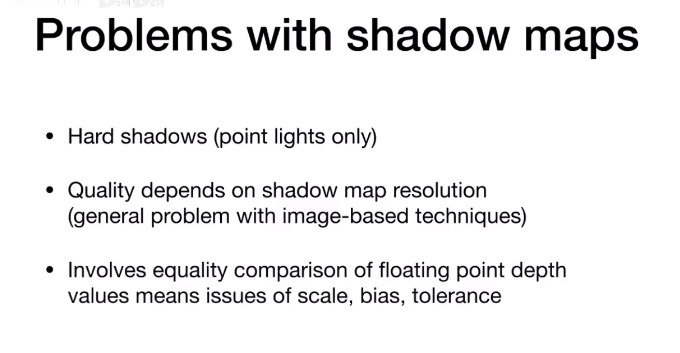 Problems with shadow maps
• Hard shadows (point lights only)
• Quality depends on shadow map resolution
(general problem with image-based techniques)
• Involves equality comparison of floating point depth
values means issues of scale, bias, tolerance